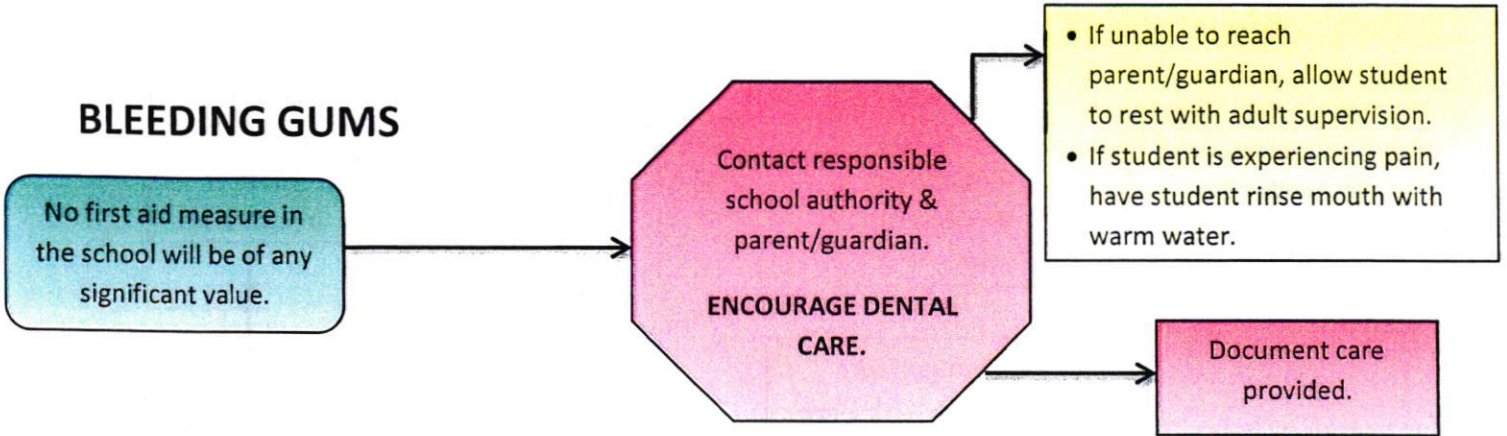 BLEEDING GUMS
No first aid measure in
the school will be of any
significant value.
Contact responsible
school authority &
parent/guardian.
ENCOURAGE DENTAL
CARE.
• If unable to reach
parent/guardian, allow student
to rest with adult supervision.
• If student is experiencing pain,
have student rinse mouth with
warm water.
Document care
provided.